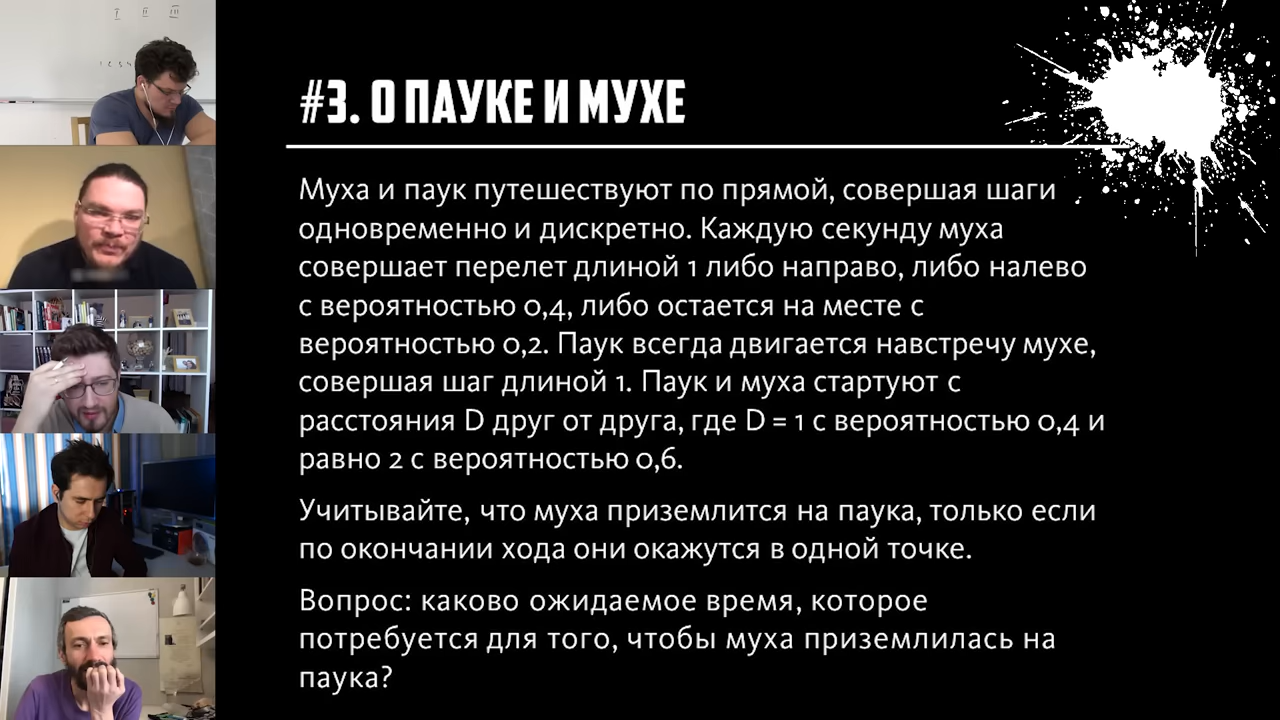 #3. О ПАУКЕ И МУХЕ
Муха и паук путешествуют по прямой, совершая шаги
одновременно и дискретно. Каждую секунду муха
совершает перелет длиной 1 либо направо, либо налево
с вероятностью 0,4, либо остается на месте с
вероятностью 0,2. Паук всегда двигается навстречу мухе,
совершая шаг длиной 1. Паук и муха стартуют с
расстояния D друг от друга, где D = 1 с вероятностью 0,4 и
равно 2 с вероятностью 0,6.
Учитывайте, что муха приземлится на паука, только если
по окончании хода они окажутся в одной точке.
Вопрос: каково ожидаемое время, которое
потребуется для того, чтобы муха приземлилась на
паука?